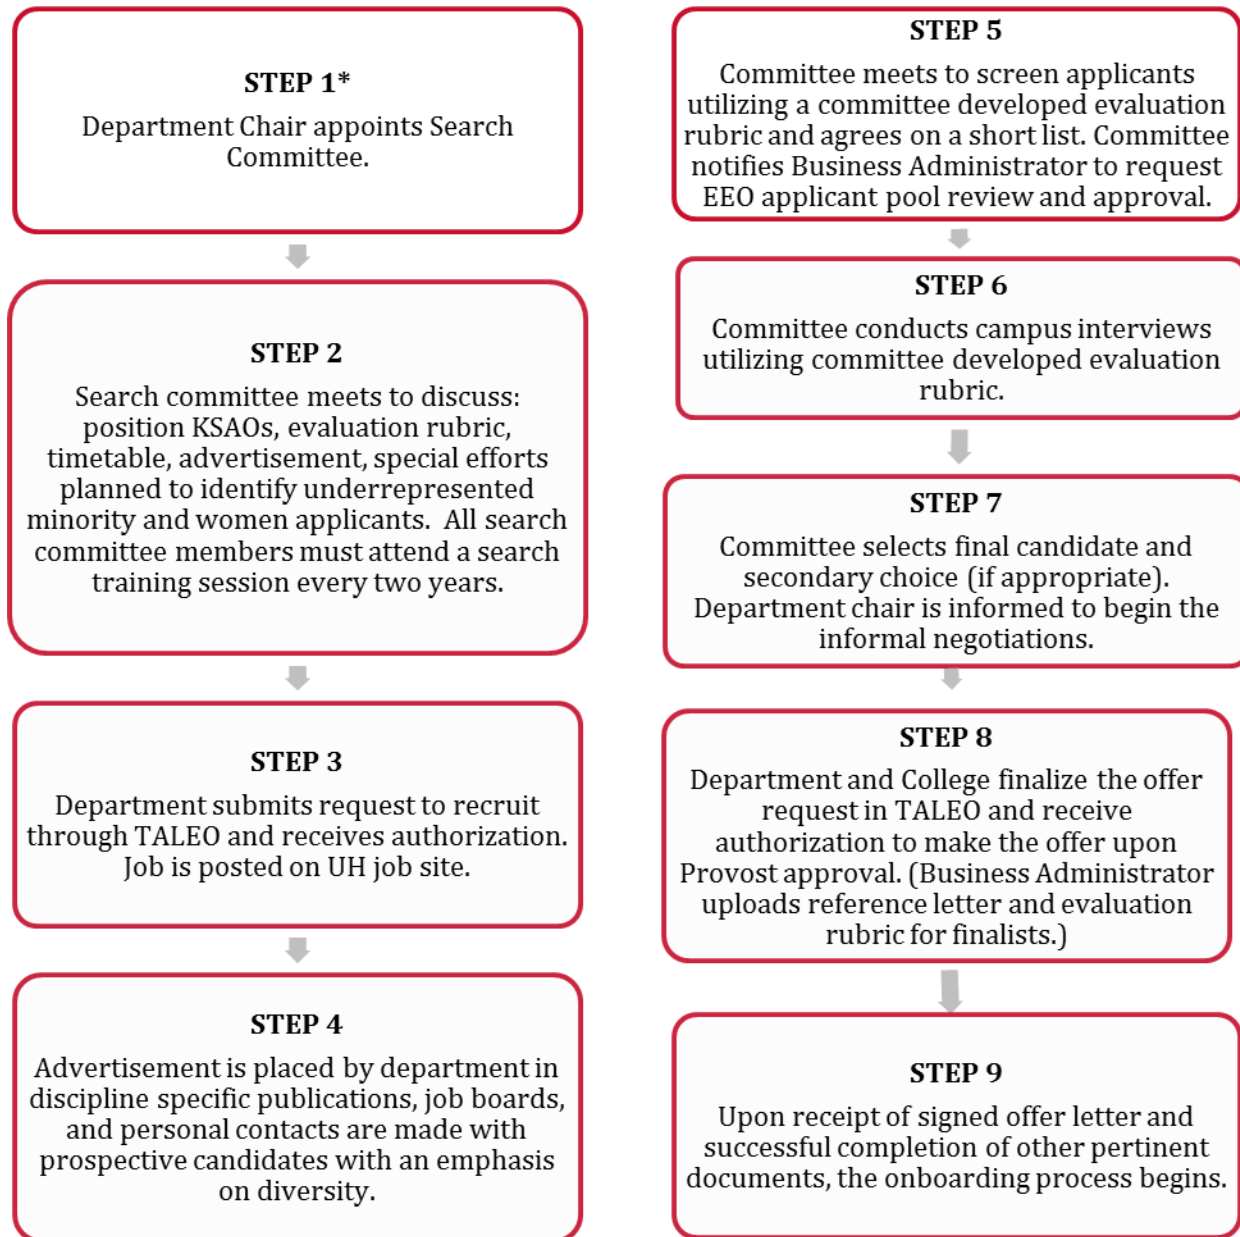 STEP 1*
Department Chair appoints Search
Committee.
STEP 2
Search committee meets to discuss:
position KSAOs, evaluation rubric,
timetable, advertisement, special efforts
planned to identify underrepresented
minority and women applicants.  All search
committee members must attend a search
training session every two years.
STEP 3
Department submits request to recruit
through TALEO and receives authorization.
Job is posted on UH job site.
STEP 4
Advertisement is placed by department in
discipline specific publications, job boards,
and personal contacts are made with
prospective candidates with an emphasis
on diversity.
STEP 5
Committee meets to screen applicants
utilizing a committee developed evaluation
rubric and agrees on a short list. Committee
notifies Business Administrator to request
EEO applicant pool review and approval.
STEP 6
Committee conducts campus interviews
utilizing committee developed evaluation
rubric.
STEP 7
Committee selects final candidate and
secondary choice (if appropriate).
Department chair is informed to begin the
informal negotiations.
STEP 8
Department and College finalize the offer
request in TALEO and receive
authorization to make the offer upon
Provost approval. (Business Administrator
uploads reference letter and evaluation
rubric for finalists.)
STEP 9
Upon receipt of signed offer letter and
successful completion of other pertinent
documents, the onboarding process begins.